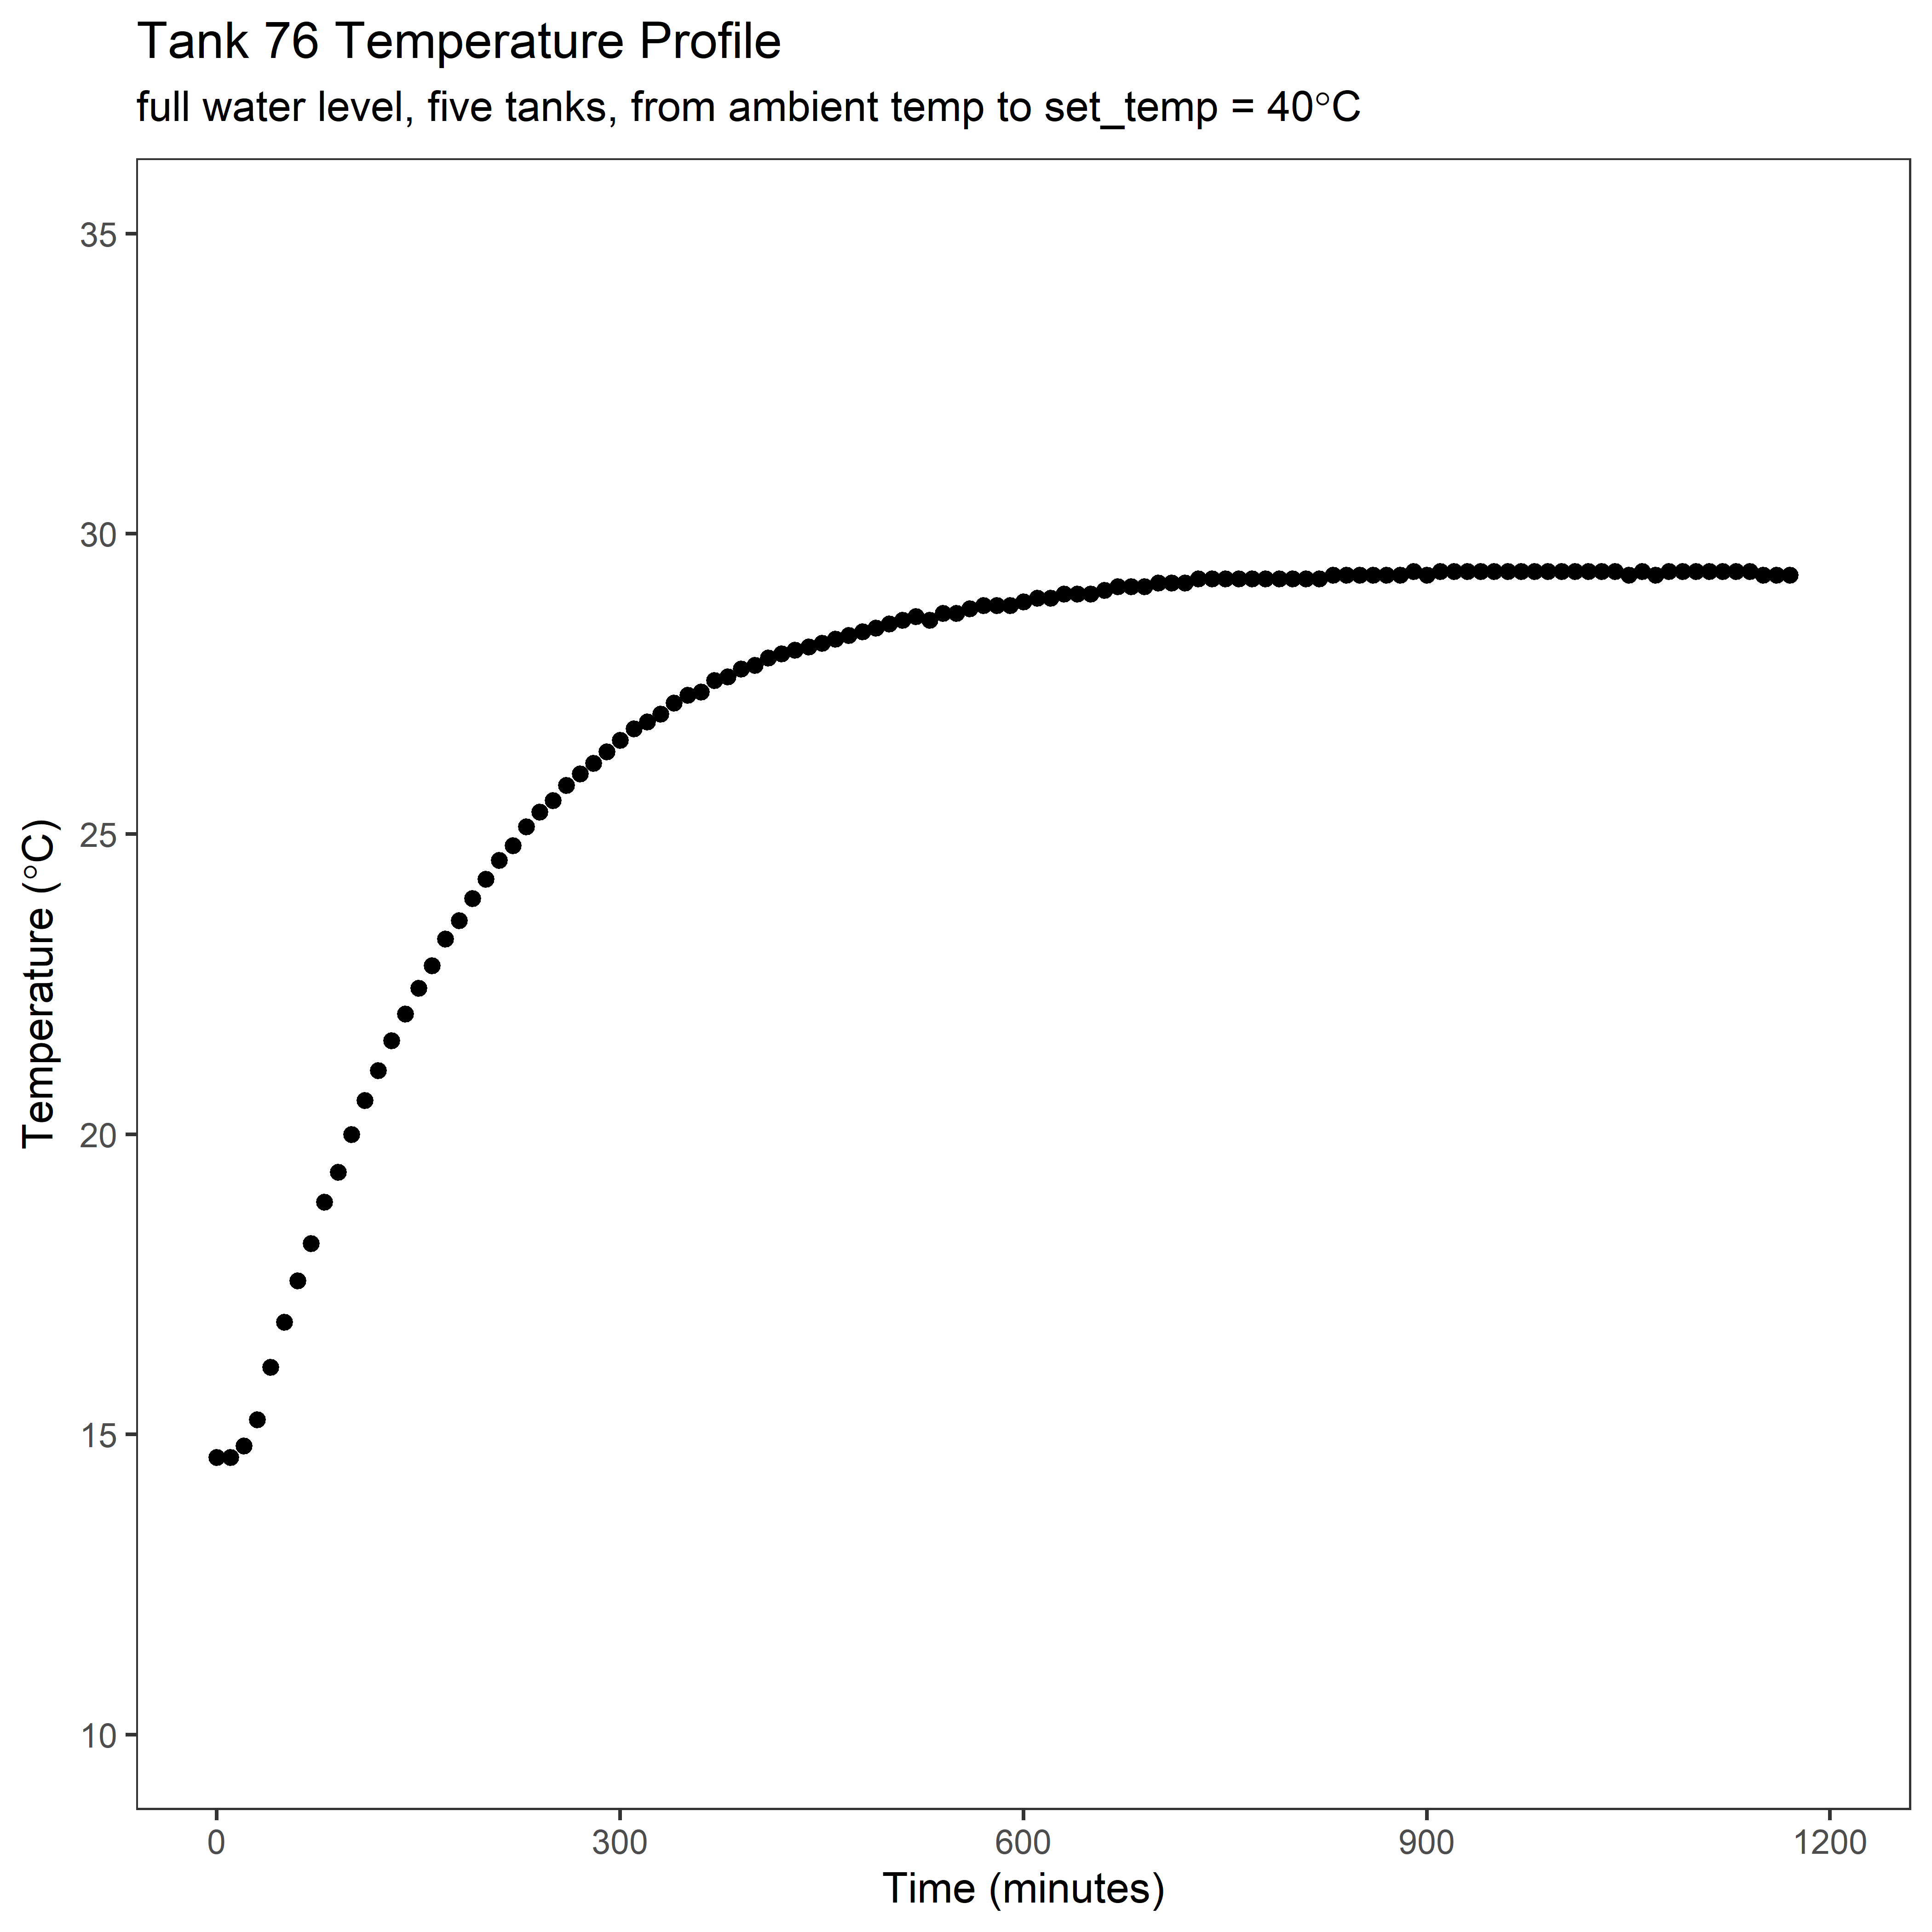 Tank 76 Temperature Profile
full water level, five tanks, from ambient temp to set_temp = 40°C
35
30
25
20
15
10
Temperature (°C)
0 300 600 900 1200
Time (minutes)